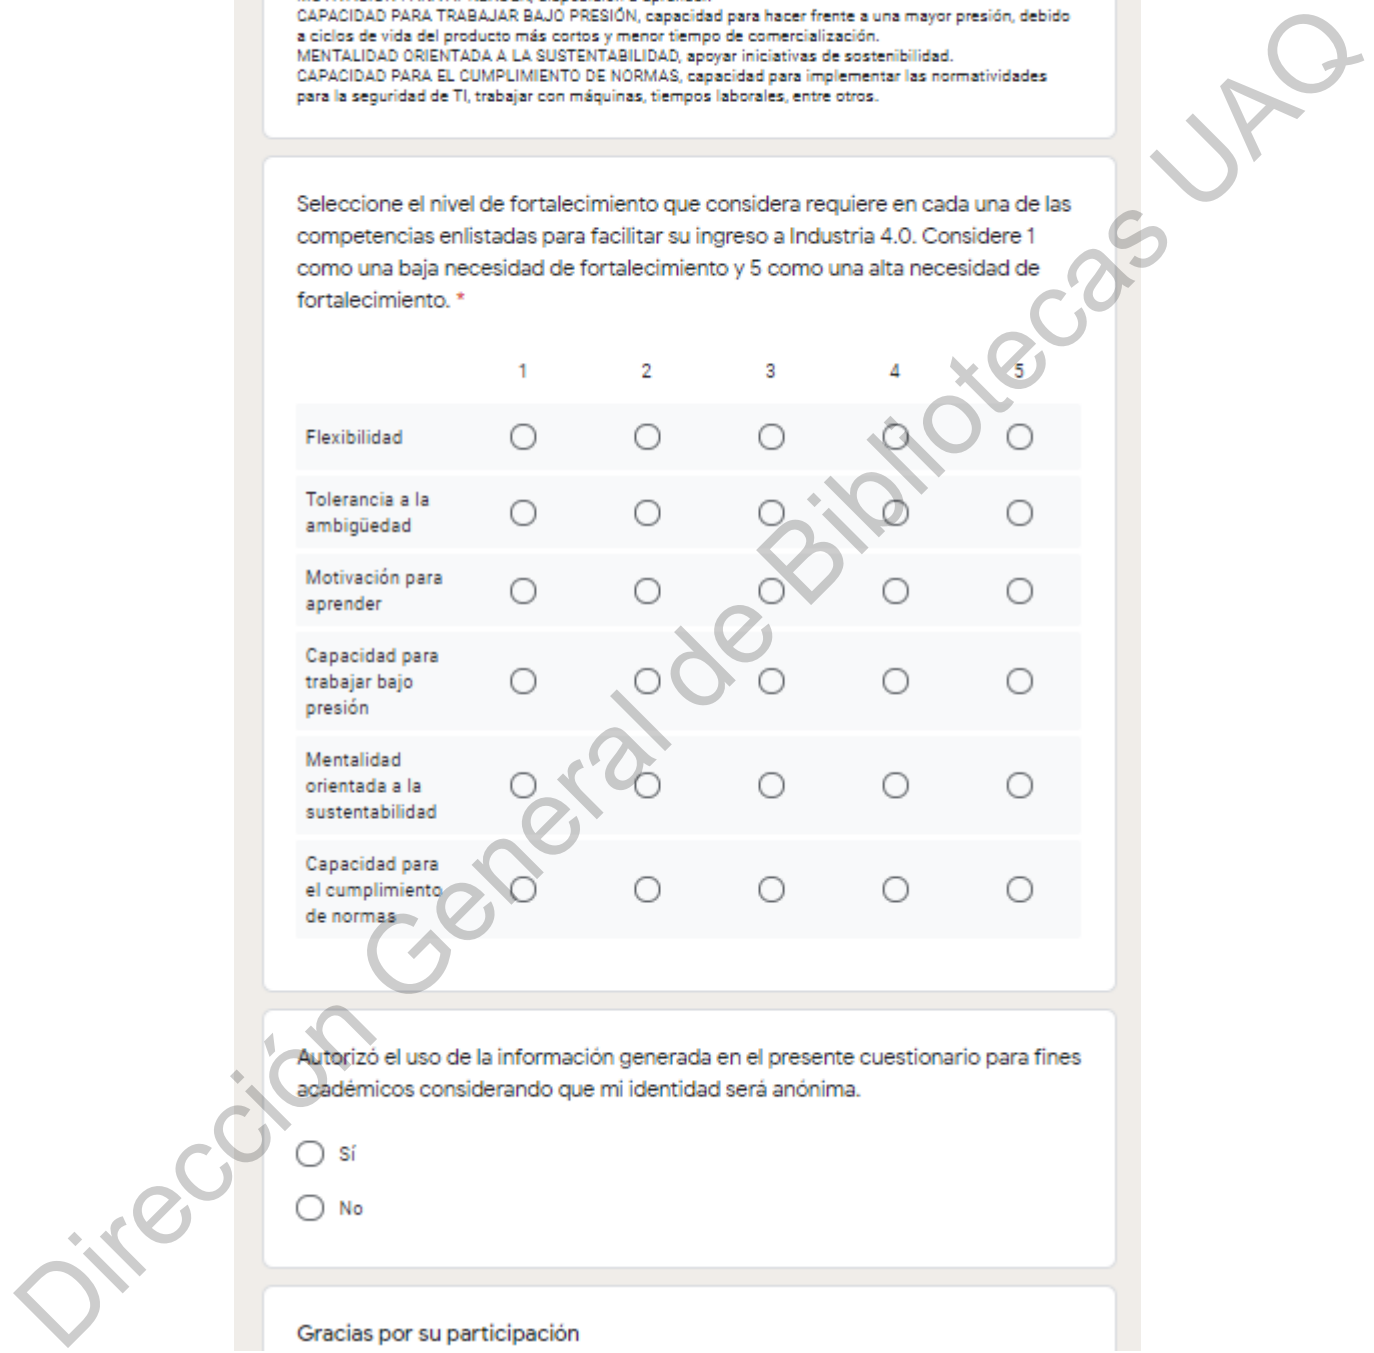 CAPACIDAD PARA TRABAJAR BAJO PRESIÓN, capacidad para hacer frente a una mayor presión, debido
a ciclos de vida del producto más cortos y menor tiempo de comercialización.
MENTALIDAD ORIENTADA A LA SUSTENTABILIDAD, apoyar iniciativas de sostenibilidad.
CAPACIDAD PARA EL CUMPLIMIENTO DE NORMAS, capacidad para implementar las normatividades
para la seguridad de TI, trabajar con máquinas, tiempos laborales, entre otros.
Seleccione el nivel de fortalecimiento que considera requiere en cada una de las
competencias enlistadas para facilitar su ingreso a Industria 4.0. Considere 1
como una baja necesidad de fortalecimiento y 5 como una alta necesidad de
fortalecimiento. *
1 2 3 4 5
Flexibilidad
Tolerancia a la
ambigüedad
Motivación para
aprender
Capacidad para
trabajar bajo
presión
Mentalidad
orientada a la
sustentabilidad
Capacidad para
el cumplimiento
de normas
Autorizó el uso de la información generada en el presente cuestionario para fines
académicos considerando que mi identidad será anónima.
Sí
No
Gracias por su participación
Dirección General de Bibliotecas UAQ